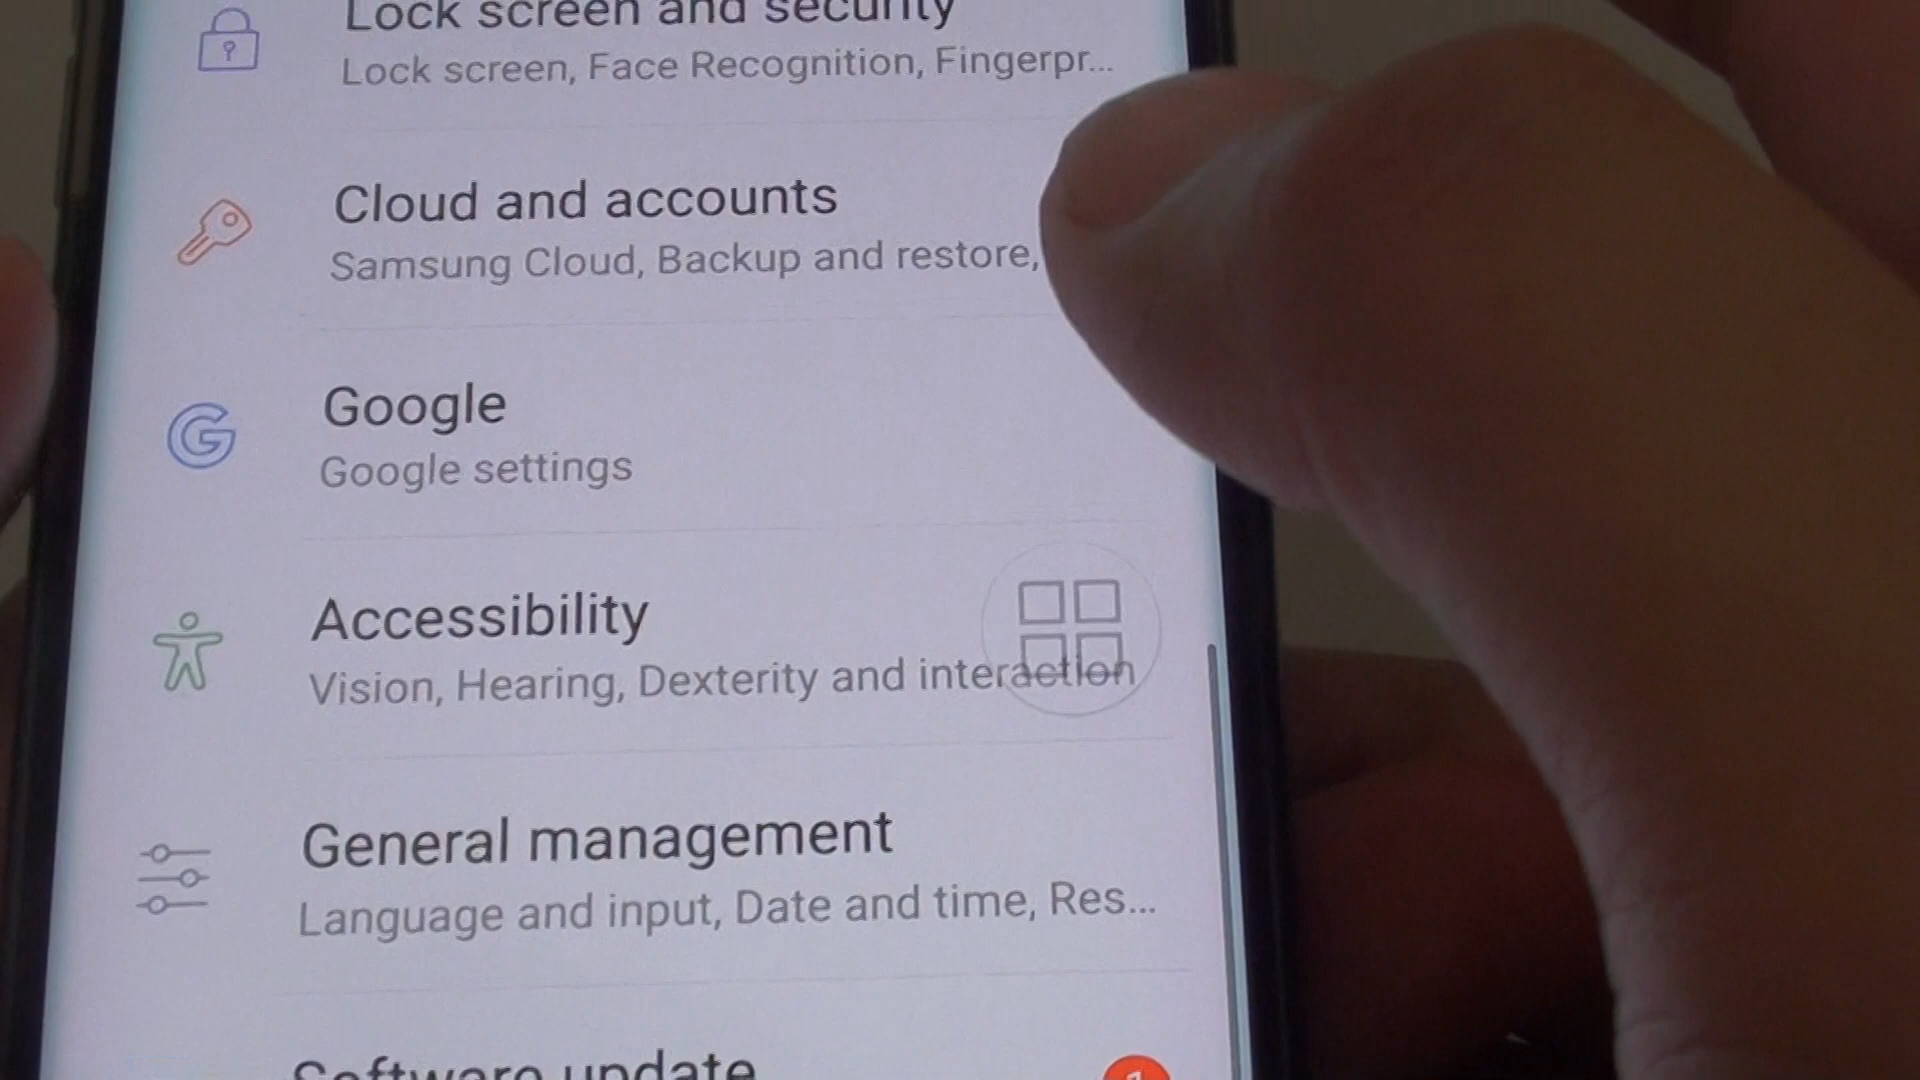 Lock screen and security
Lock screen, Face Recognition, Fingerpr...
Cloud and accounts
Samsung Cloud, Backup and restore,
Google
Google settings
Accessibility
Vision, Hearing, Dexterity and interaction
General management
Language and input, Date and time, Res...
Software update
1